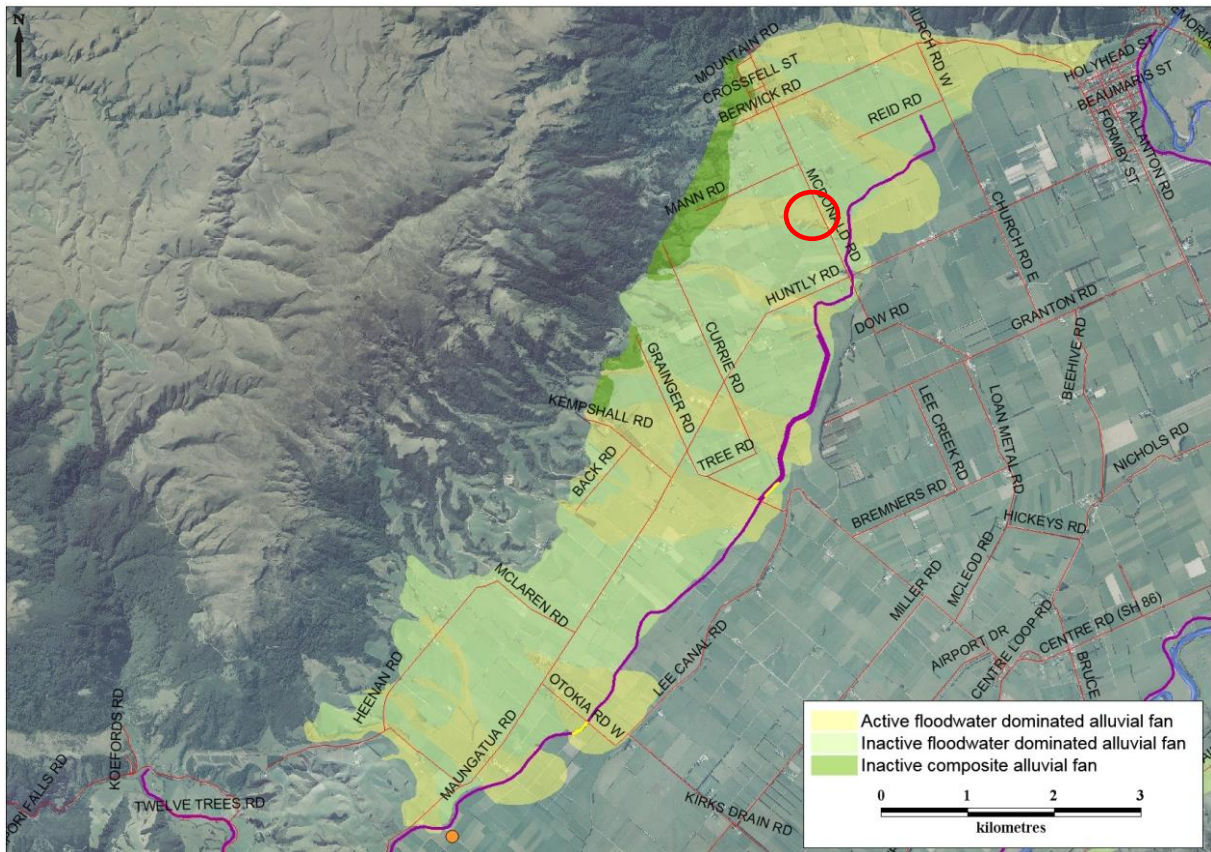 N
MOUNTAIN RD
CROSSFELL ST
BERWICK RD
CHURCH RD W
REID RD
HOLYHEAD ST
BEAUMARIS ST
FORMBY ST
ALLANTON RD
MANN RD
MCDONALD RD
CHURCH RD E
HUNTLY RD
DOW RD
GRANTON RD
CURRIE RD
GRAINGER RD
KEMPSHALL RD
BACK RD
TREE RD
LEE CREEK RD
LOAN METAL RD
BEEHIVE RD
NICHOLS RD
BREMNERS RD
HICKEYS RD
MCLAREN RD
MILLER RD
MCLEOD RD
AIRPORT DR
CENTRE LOOP RD
CENTRE RD (SH 86)
BRUCE
HEENAN RD
OTOKIA RD W
LEE CANAL RD
MAUNGATUA RD
KOEFORDS RD
TWELVE TREES RD
FALLS RD
KIRKS DRAIN RD
Active floodwater dominated alluvial fan
Inactive floodwater dominated alluvial fan
Inactive composite alluvial fan
0 1 2 3
kilometres